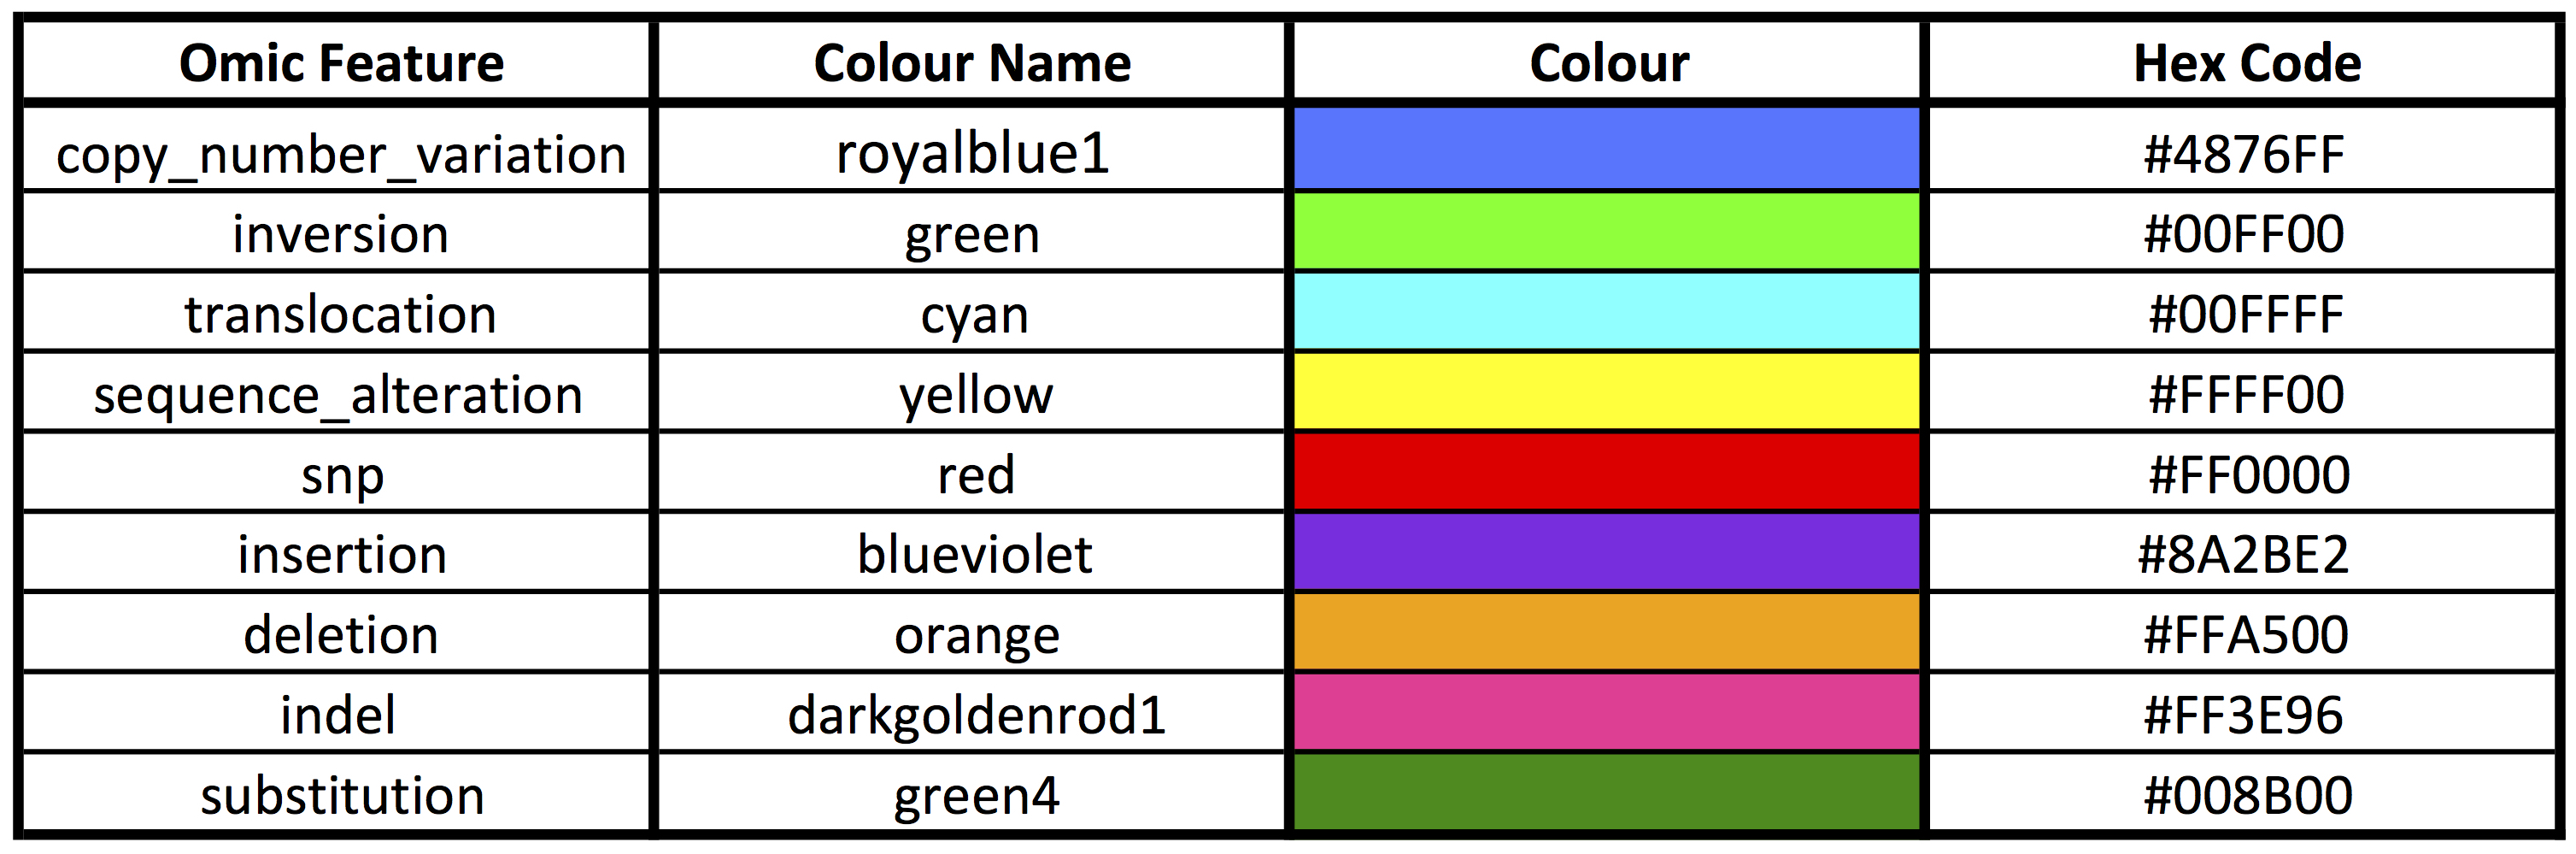 Omic Feature Colour Name Colour Hex Code
copy_number_variation royalblue1 #4876FF
inversion green #00FF00
translocation cyan #00FFFF
sequence_alteration yellow #FFFF00
snp red #FF0000
insertion blueviolet #8A2BE2
deletion orange #FFA500
indel darkgoldenrod1 #FF3E96
substitution green4 #008B00